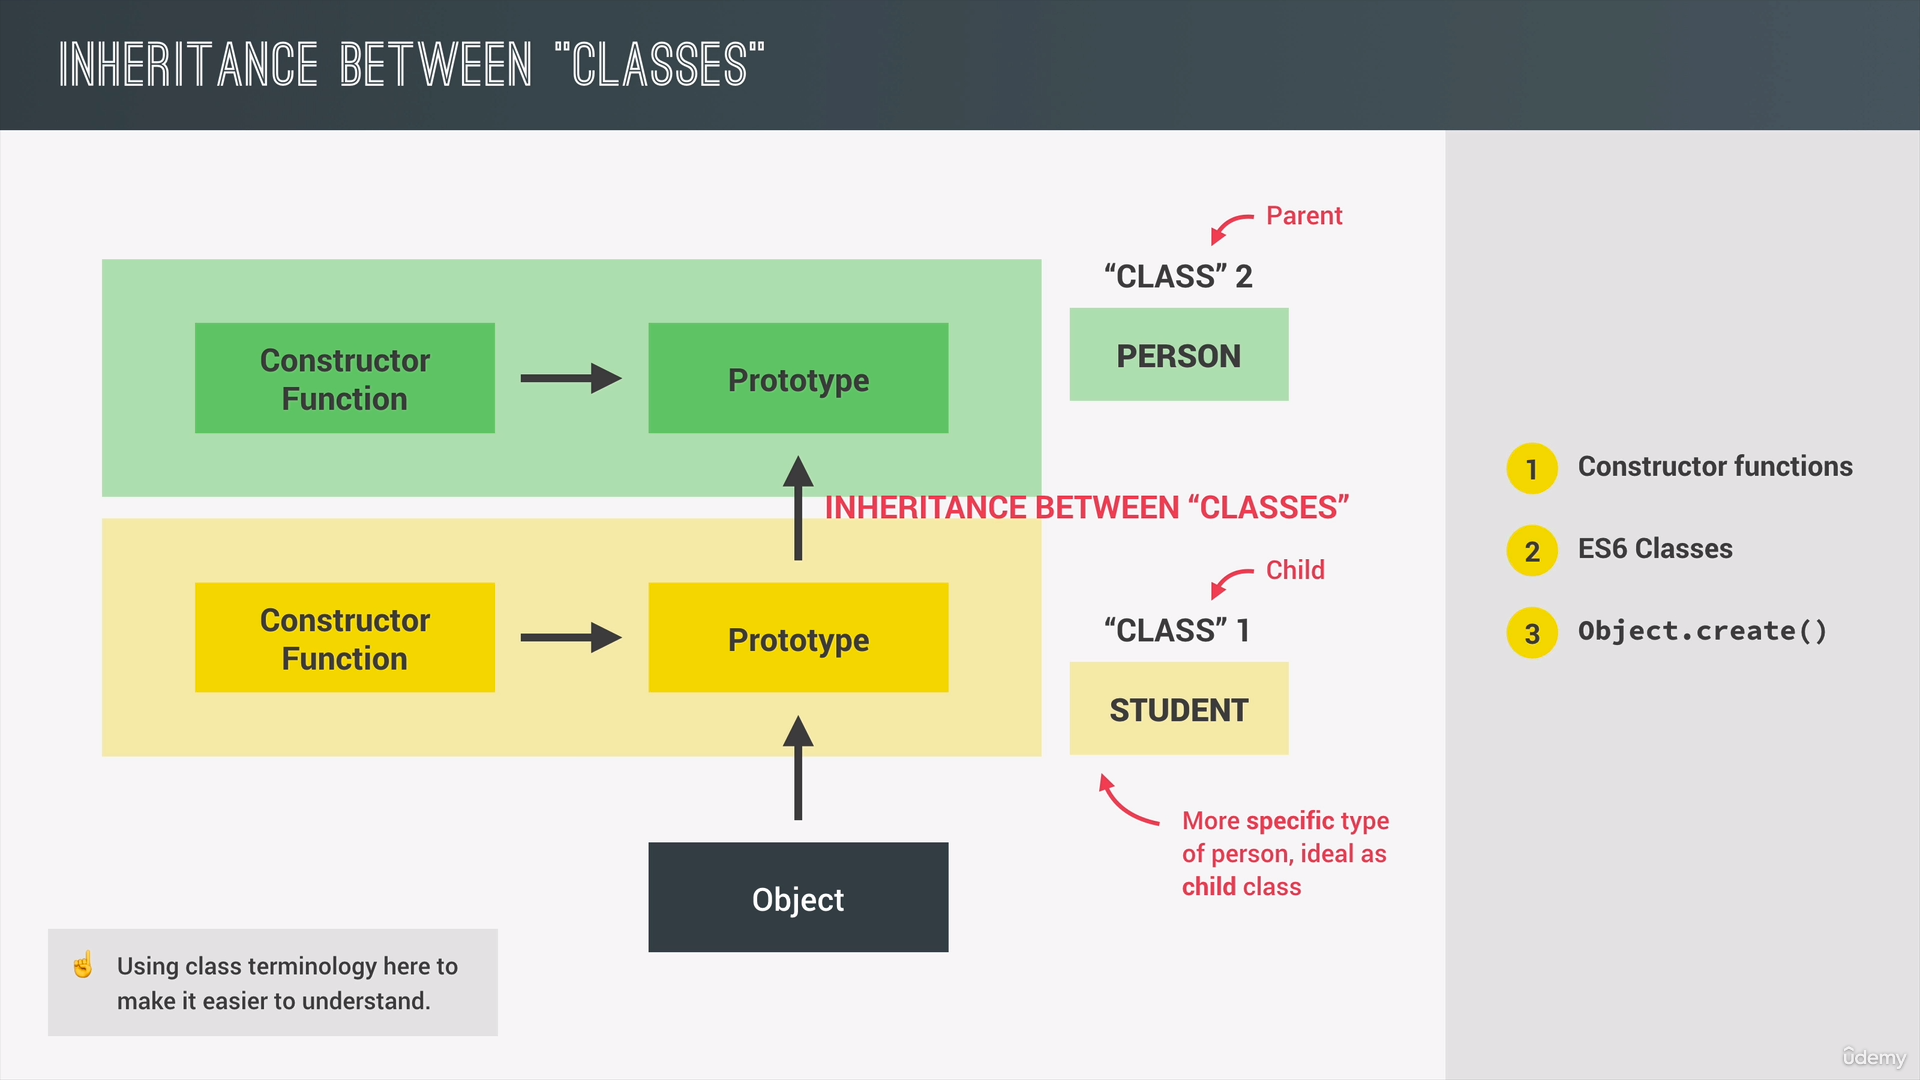 INHERITANCE BETWEEN "CLASSES"
Parent
“CLASS” 2
PERSON
Constructor
Function
Prototype
INHERITANCE BETWEEN “CLASSES”
Child
“CLASS” 1
STUDENT
Constructor
Function
Prototype
More specific type
of person, ideal as
child class
Object
☝ Using class terminology here to
make it easier to understand.
1 Constructor functions
2 ES6 Classes
3 Object.create()
ûdemy